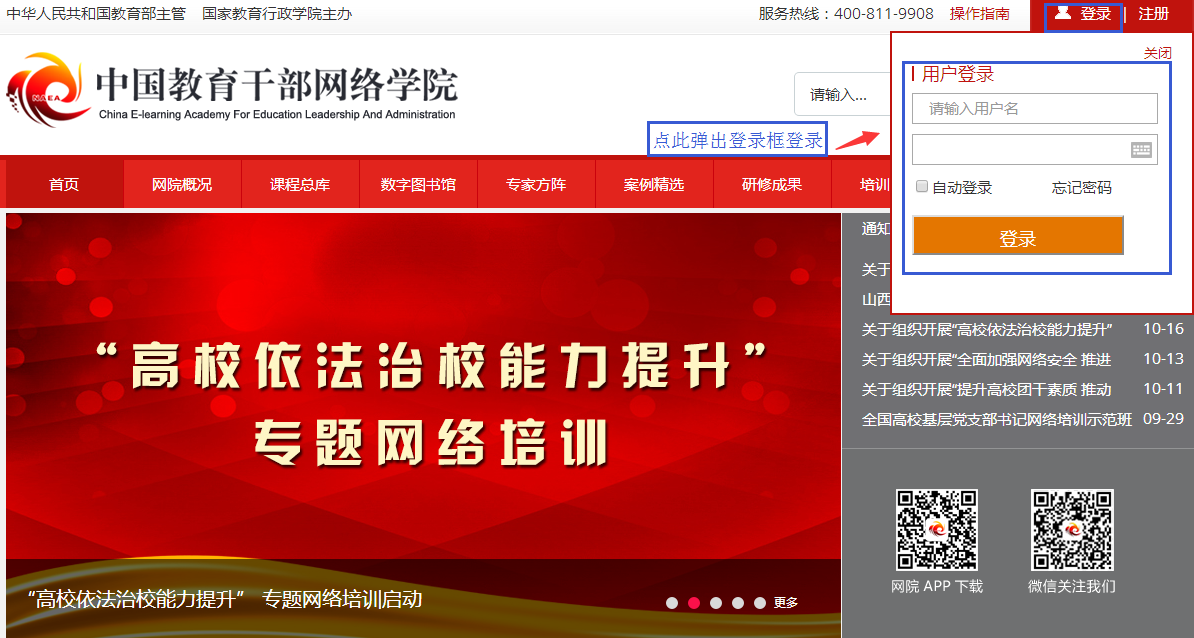 中华人民共和国教育部主管 国家教育行政学院主办
服务热线：400-811-9908 操作指南
登录 | 注册
关闭
用户登录
请输入用户名
自动登录 忘记密码
登录
NAEA
中国教育干部网络学院
China E-learning Academy For Education Leadership And Administration
请输入...
点此弹出登录框登录
首页 网院概况 课程总库 数字图书馆 专家方阵 案例精选 研修成果 培训
“高校依法治校能力提升”
专题网络培训
“高校依法治校能力提升” 专题网络培训启动
更多
通知
关于
山西
关于组织开展“高校依法治校能力提升” 10-16
关于组织开展“全面加强网络安全 推进 10-13
关于组织开展“提升高校团干素质 推动 10-11
全国高校基层党支部书记网络培训示范班 09-29
网院 APP 下载
微信关注我们